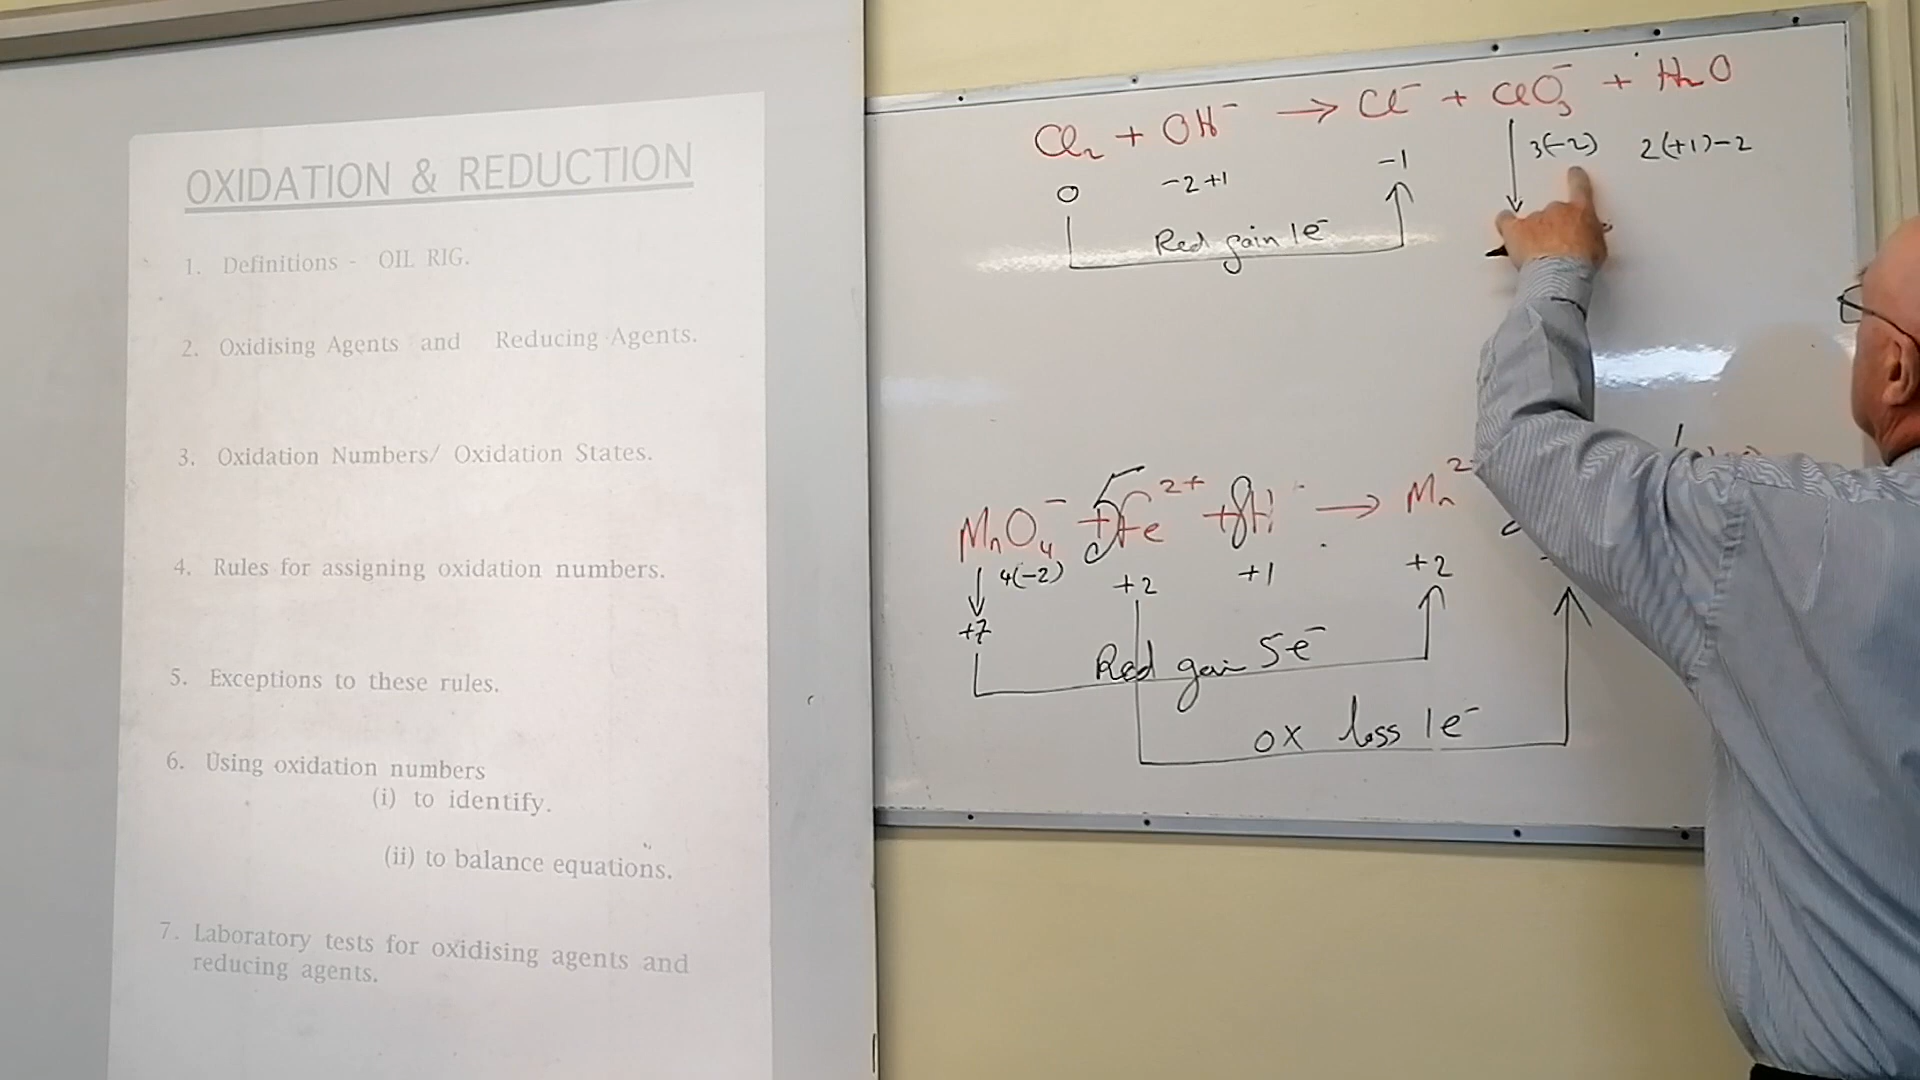 OXIDATION & REDUCTION
1. Definitions - OIL RIG.
2. Oxidising Agents and Reducing Agents.
3. Oxidation Numbers/ Oxidation States.
4. Rules for assigning oxidation numbers.
5. Exceptions to these rules.
6. Using oxidation numbers
(i) to identify.
(ii) to balance equations.
7. Laboratory tests for oxidising agents and
reducing agents.
Cl₂ + OH⁻ → Cl⁻ + ClO₃⁻ + H₂O
0 -2+1 -1 3(-2) 2(+1)-2
Red gain 1e⁻
MnO₄⁻ + 5Fe²⁺ + 8H → Mn²
4(-2) +2 +1 +2
+7
Red gain 5e⁻
ox loss 1e⁻